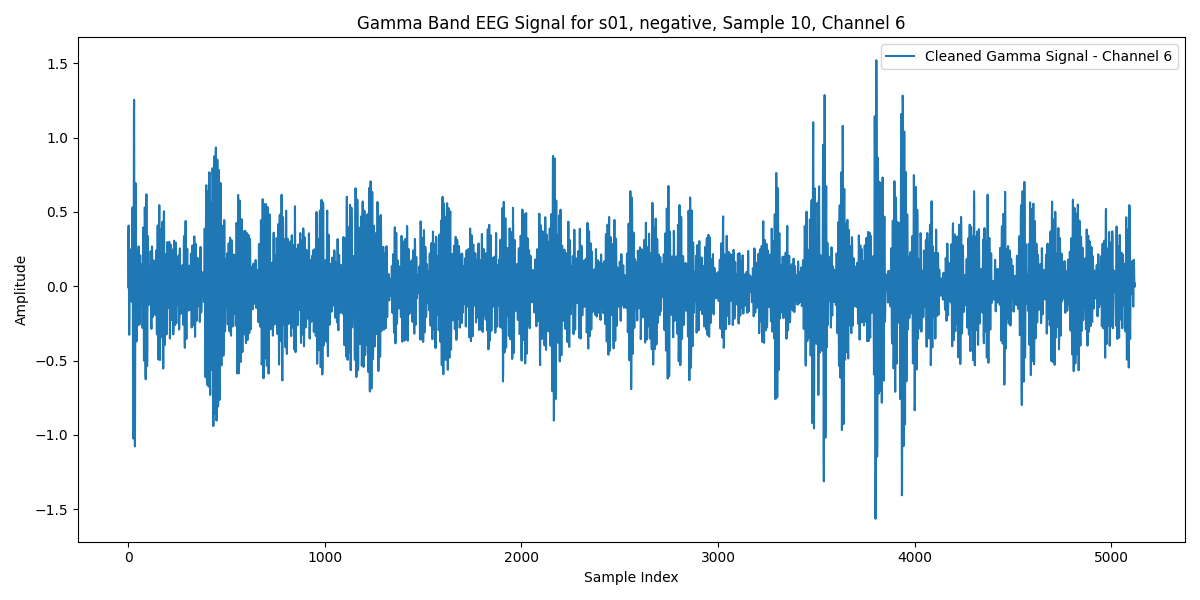 Gamma Band EEG Signal for s01, negative, Sample 10, Channel 6
Cleaned Gamma Signal - Channel 6
1.5
1.0
0.5
0.0
−0.5
−1.0
−1.5
Amplitude
0 1000 2000 3000 4000 5000
Sample Index